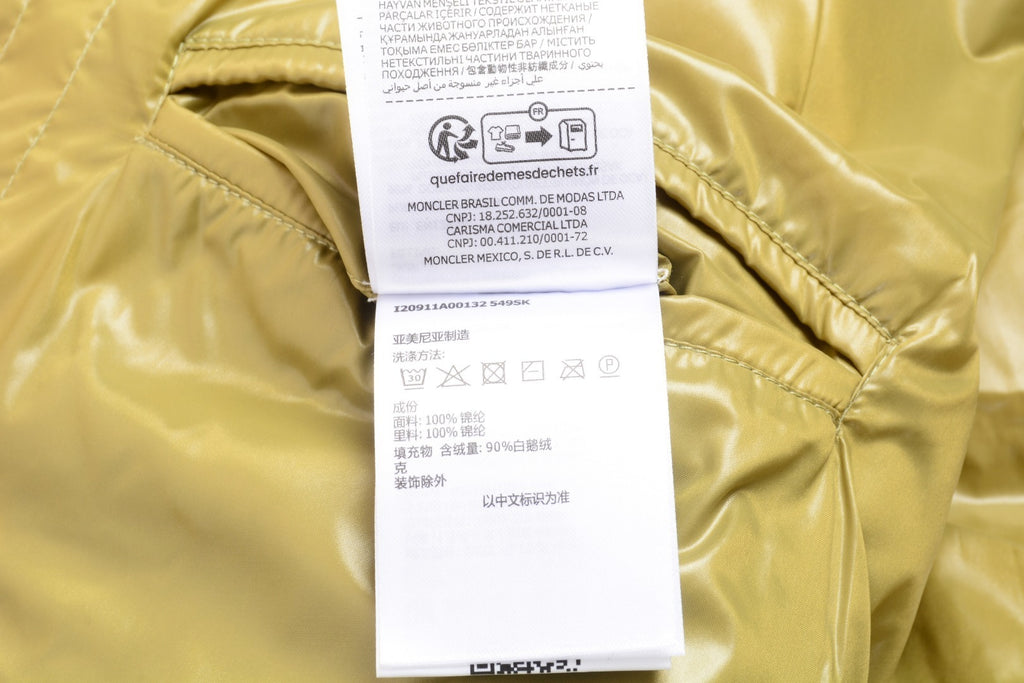 HAYVAN MENŞELİ TEKSTİL
PARÇALAR İÇERİR / СОДЕРЖИТ НЕТКАНЫЕ
ЧАСТИ ЖИВОТНОГО ПРОИСХОЖДЕНИЯ /
ҚҰРАМЫНДА ЖАНУАРЛАРДАН АЛЫНҒАН
ТОҚЫМА ЕМЕС БӨЛІКТЕР БАР / МІСТИТЬ
НЕТЕКСТИЛЬНІ ЧАСТИНИ ТВАРИННОГО
ПОХОДЖЕННЯ / 包含動物性非紡織成分 / يحتوي
على أجزاء غير منسوجة من أصل حيواني
FR
quefairedemesdechets.fr
MONCLER BRASIL COMM. DE MODAS LTDA
CNPJ: 18.252.632/0001-08
CARISMA COMERCIAL LTDA
CNPJ: 00.411.210/0001-72
MONCLER MEXICO, S. DE R.L. DE C.V.
I20911A00132 549SK
亚美尼亚制造
洗涤方法:
30
P
成份
面料: 100% 锦纶
里料: 100% 锦纶
填充物 含绒量: 90%白鹅绒
克
装饰除外
以中文标识为准